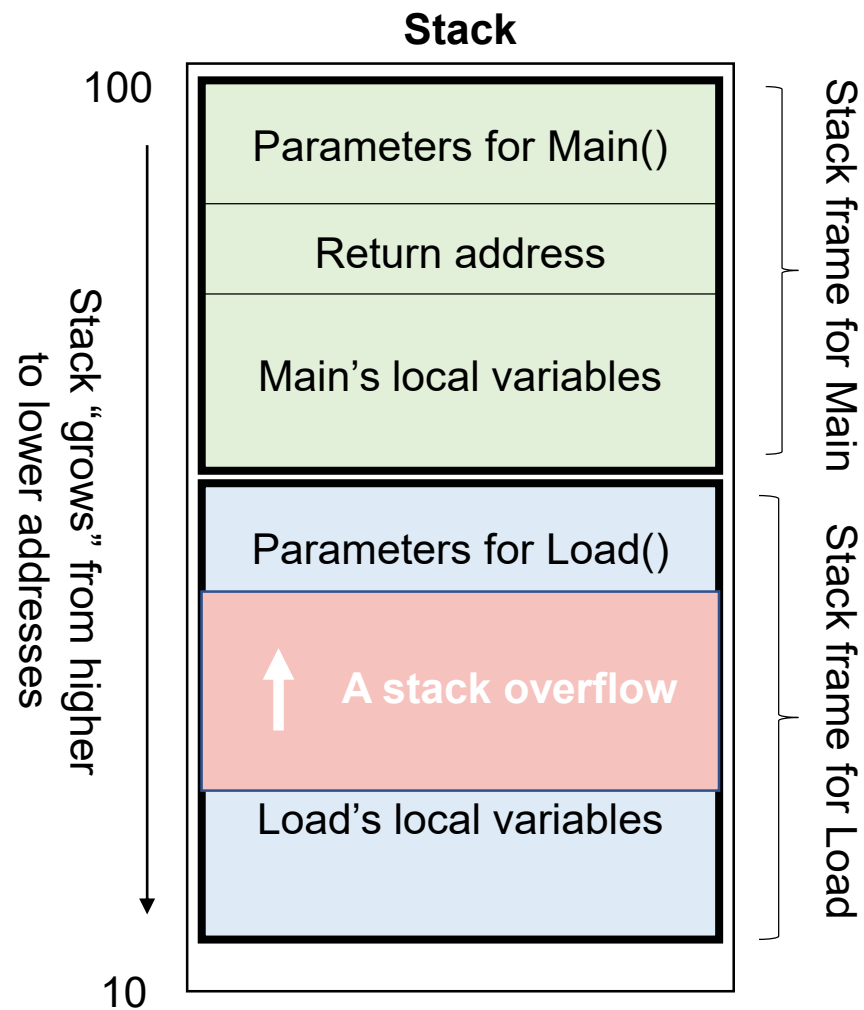 Stack
100
Parameters for Main()
Return address
Main’s local variables
Stack frame for Main
Stack “grows” from higher
to lower addresses
Parameters for Load()
A stack overflow
Load’s local variables
Stack frame for Load
10